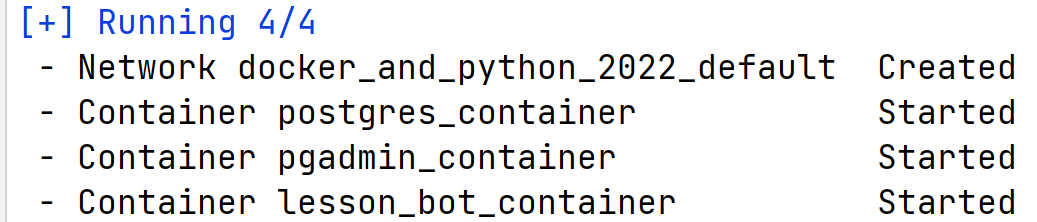 [+] Running 4/4
- Network docker_and_python_2022_default Created
- Container postgres_container Started
- Container pgadmin_container Started
- Container lesson_bot_container Started